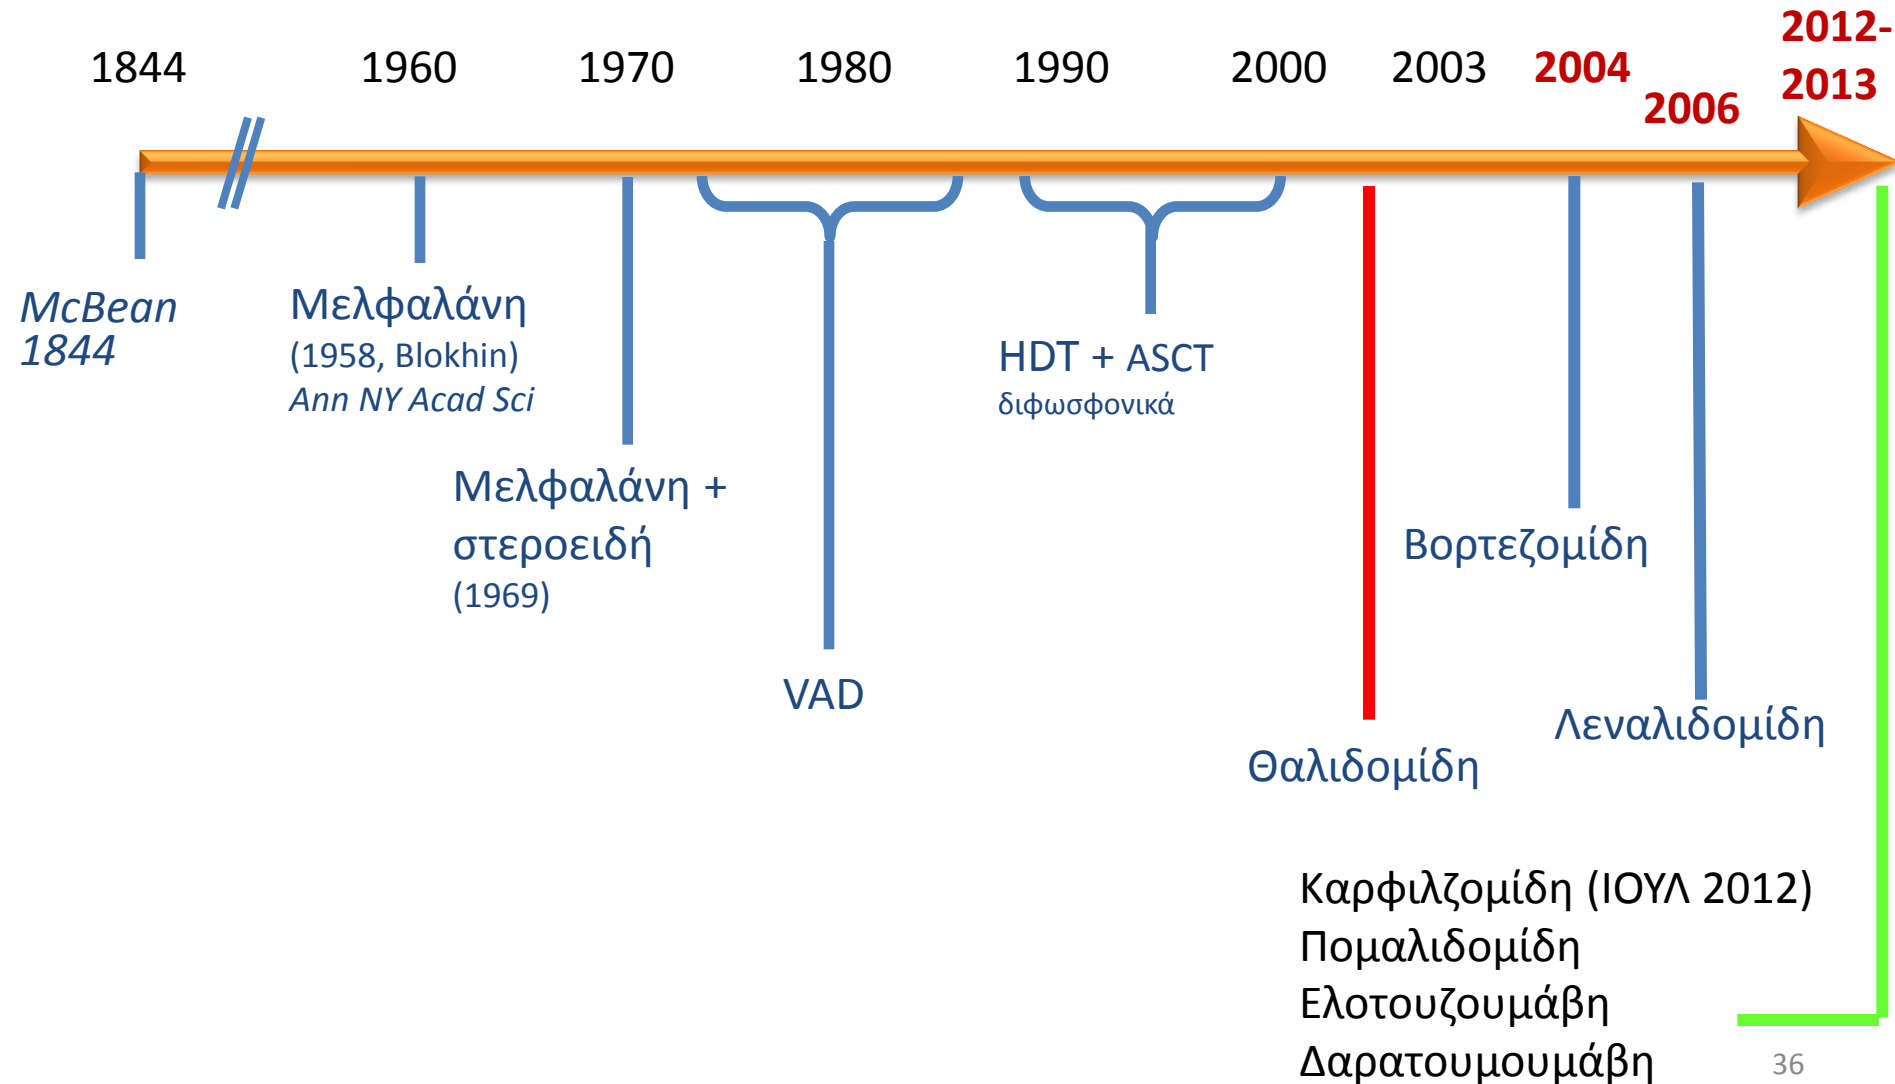 1844 1960 1970 1980 1990 2000 2003 2004
2006
2012-
2013
McBean
1844
Μελφαλάνη
(1958, Blokhin)
Ann NY Acad Sci
Μελφαλάνη +
στεροειδή
(1969)
VAD
HDT + ASCT
διφωσφονικά
Θαλιδομίδη
Βορτεζομίδη
Λεναλιδομίδη
Καρφιλζομίδη (ΙΟΥΛ 2012)
Πομαλιδομίδη
Ελοτουζουμάβη
Δαρατουμουμάβη
36